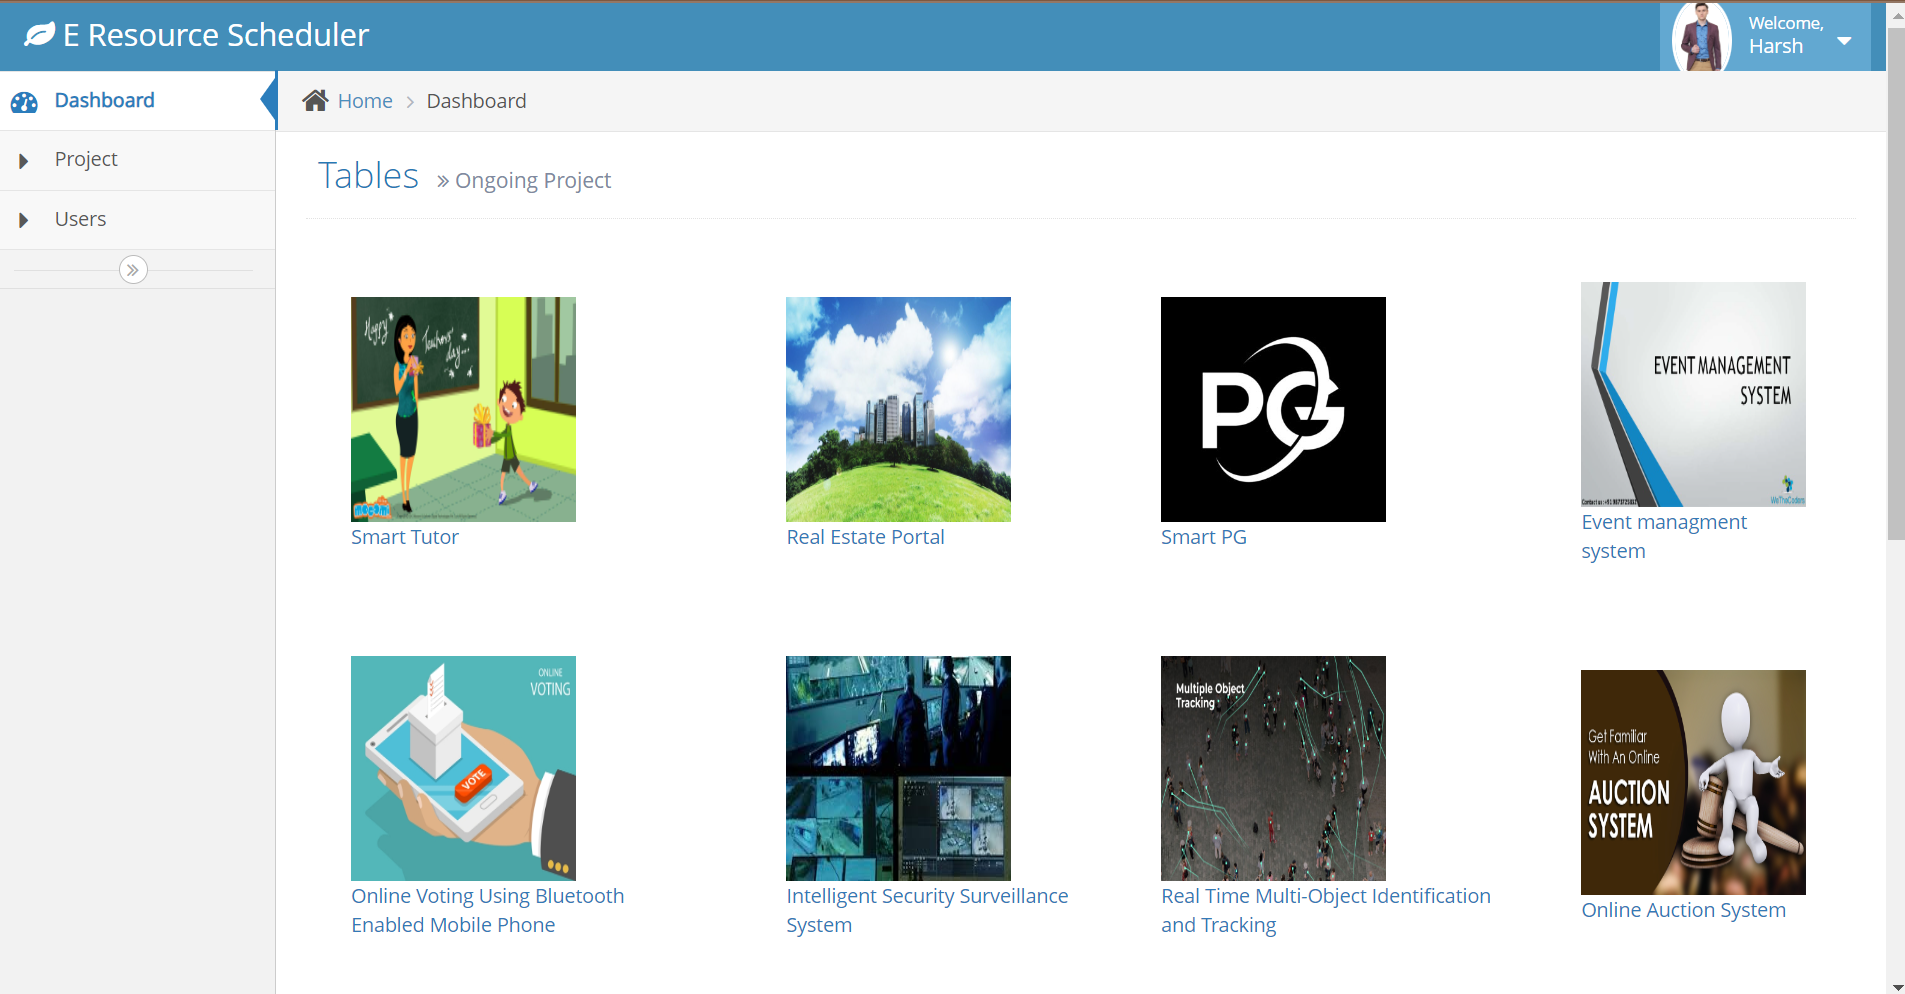 E Resource Scheduler
Welcome,
Harsh
Dashboard
Home > Dashboard
Project
Tables » Ongoing Project
Users
Happy
Teachers
day...
mocomi
Smart Tutor
Real Estate Portal
PG
Smart PG
EVENT MANAGEMENT
SYSTEM
WeTheCoders
Event managment
system
ONLINE
VOTING
VOTE
Online Voting Using Bluetooth
Enabled Mobile Phone
Intelligent Security Surveillance
System
Multiple Object
Tracking
Real Time Multi-Object Identification
and Tracking
Get Familiar
With An Online
AUCTION
SYSTEM
Online Auction System